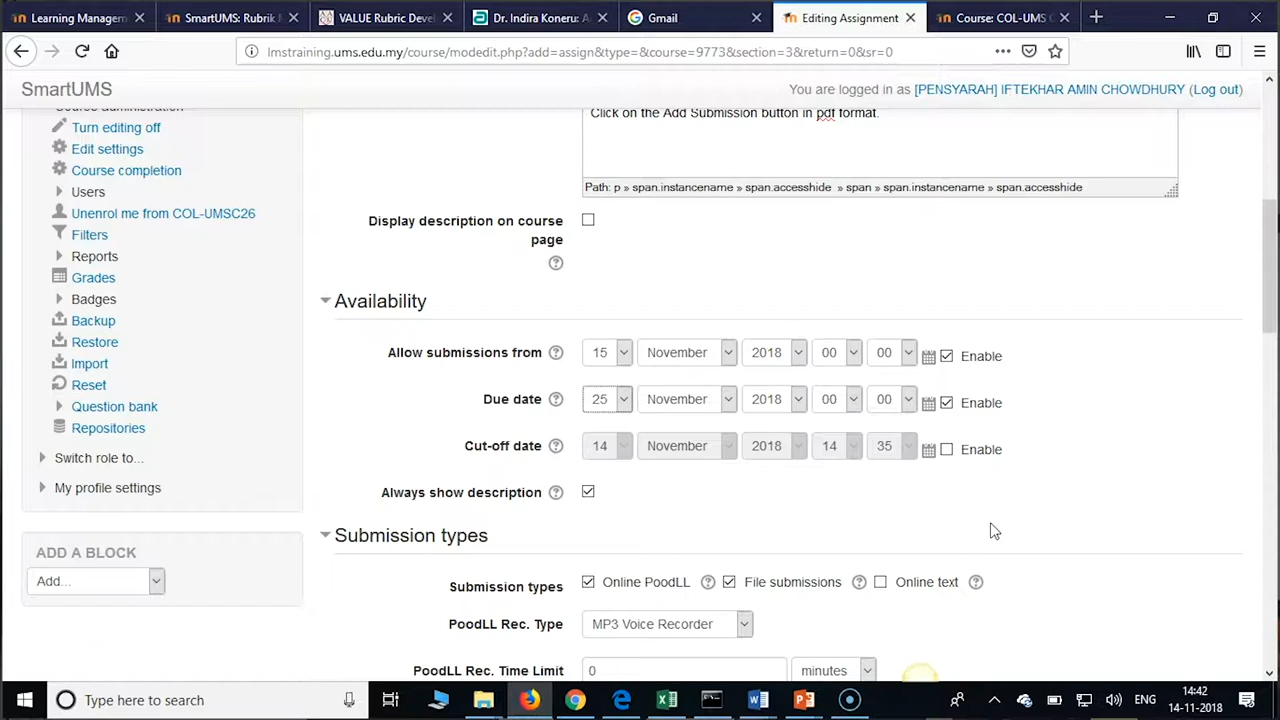 Learning Managem
SmartUMS: Rubrik M
VALUE Rubric Devel
Dr. Indira Koneru: A
Gmail
Editing Assignment
Course: COL-UMS C
lmstraining.ums.edu.my/course/modedit.php?add=assign&type=&course=9773&section=3&return=0&sr=0
SmartUMS
You are logged in as [PENSYARAH] IFTEKHAR AMIN CHOWDHURY (Log out)
Course administration
Turn editing off
Edit settings
Course completion
Users
Unenrol me from COL-UMSC26
Filters
Reports
Grades
Badges
Backup
Restore
Import
Reset
Question bank
Repositories
Switch role to...
My profile settings
ADD A BLOCK
Add...
Click on the Add Submission button in pdf format.
Path: p » span.instancename » span.accesshide » span » span.instancename » span.accesshide
Display description on course
page
Availability
Allow submissions from 15 November 2018 00 00 Enable
Due date 25 November 2018 00 00 Enable
Cut-off date 14 November 2018 14 35 Enable
Always show description
Submission types
Submission types Online PoodLL File submissions Online text
PoodLL Rec. Type MP3 Voice Recorder
PoodLL Rec. Time Limit 0 minutes
Type here to search
ENG
14:42
14-11-2018